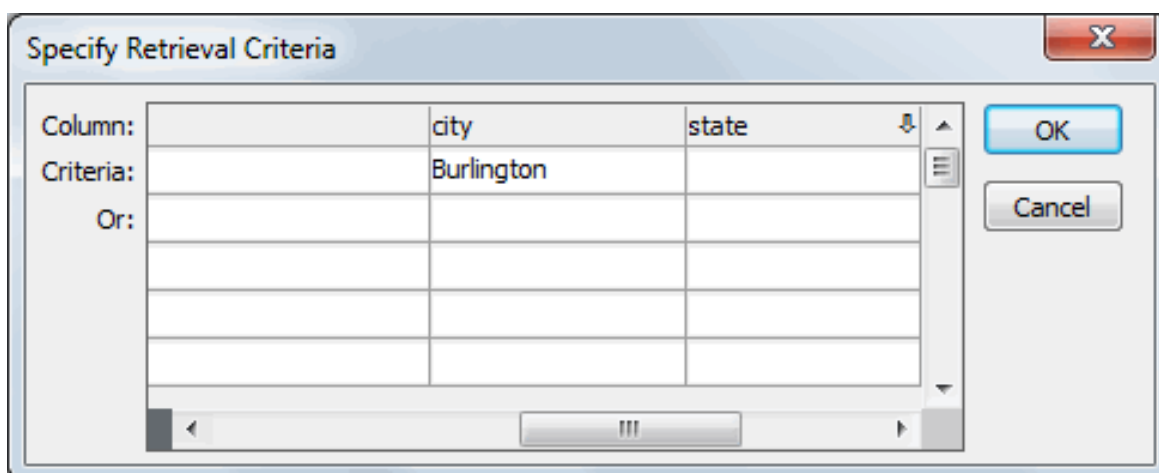 Specify Retrieval Criteria
Column: city state
OK
Criteria: Burlington
Or:
Cancel